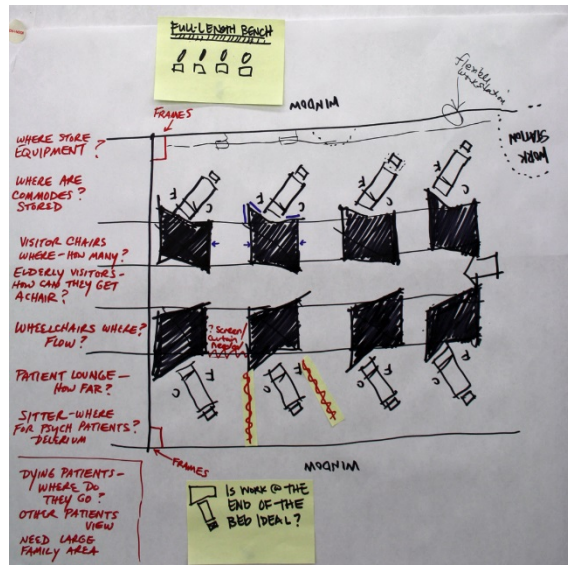 FULL-LENGTH BENCH
WINDOW
flexible
workstation
WORK
STATION
FRAMES
WHERE STORE
EQUIPMENT?
WHERE ARE
COMMODES?
STORED
VISITOR CHAIRS
WHERE-HOW MANY?
ELDERLY VISITORS-
HOW CAN THEY GET
A CHAIR?
WHEELCHAIRS WHERE?
FLOW?
PATIENT LOUNGE-
HOW FAR?
SITTER-WHERE
FOR PSYCH PATIENTS?
DELERIUM
F
C
F
C
F
C
F
C
? SCREEN/
curtain
needed
F
C
F
C
F
C
F
C
FRAMES
WINDOW
DYING PATIENTS-
WHERE DO
THEY GO?
OTHER PATIENTS
VIEW
NEED LARGE
FAMILY AREA
IS WORK @ THE
END OF THE
BED IDEAL?